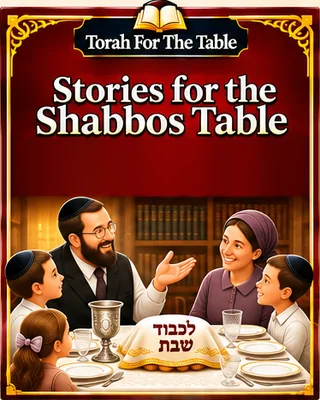 Torah For The Table
Stories for the
Shabbos Table
לכבוד
שבת